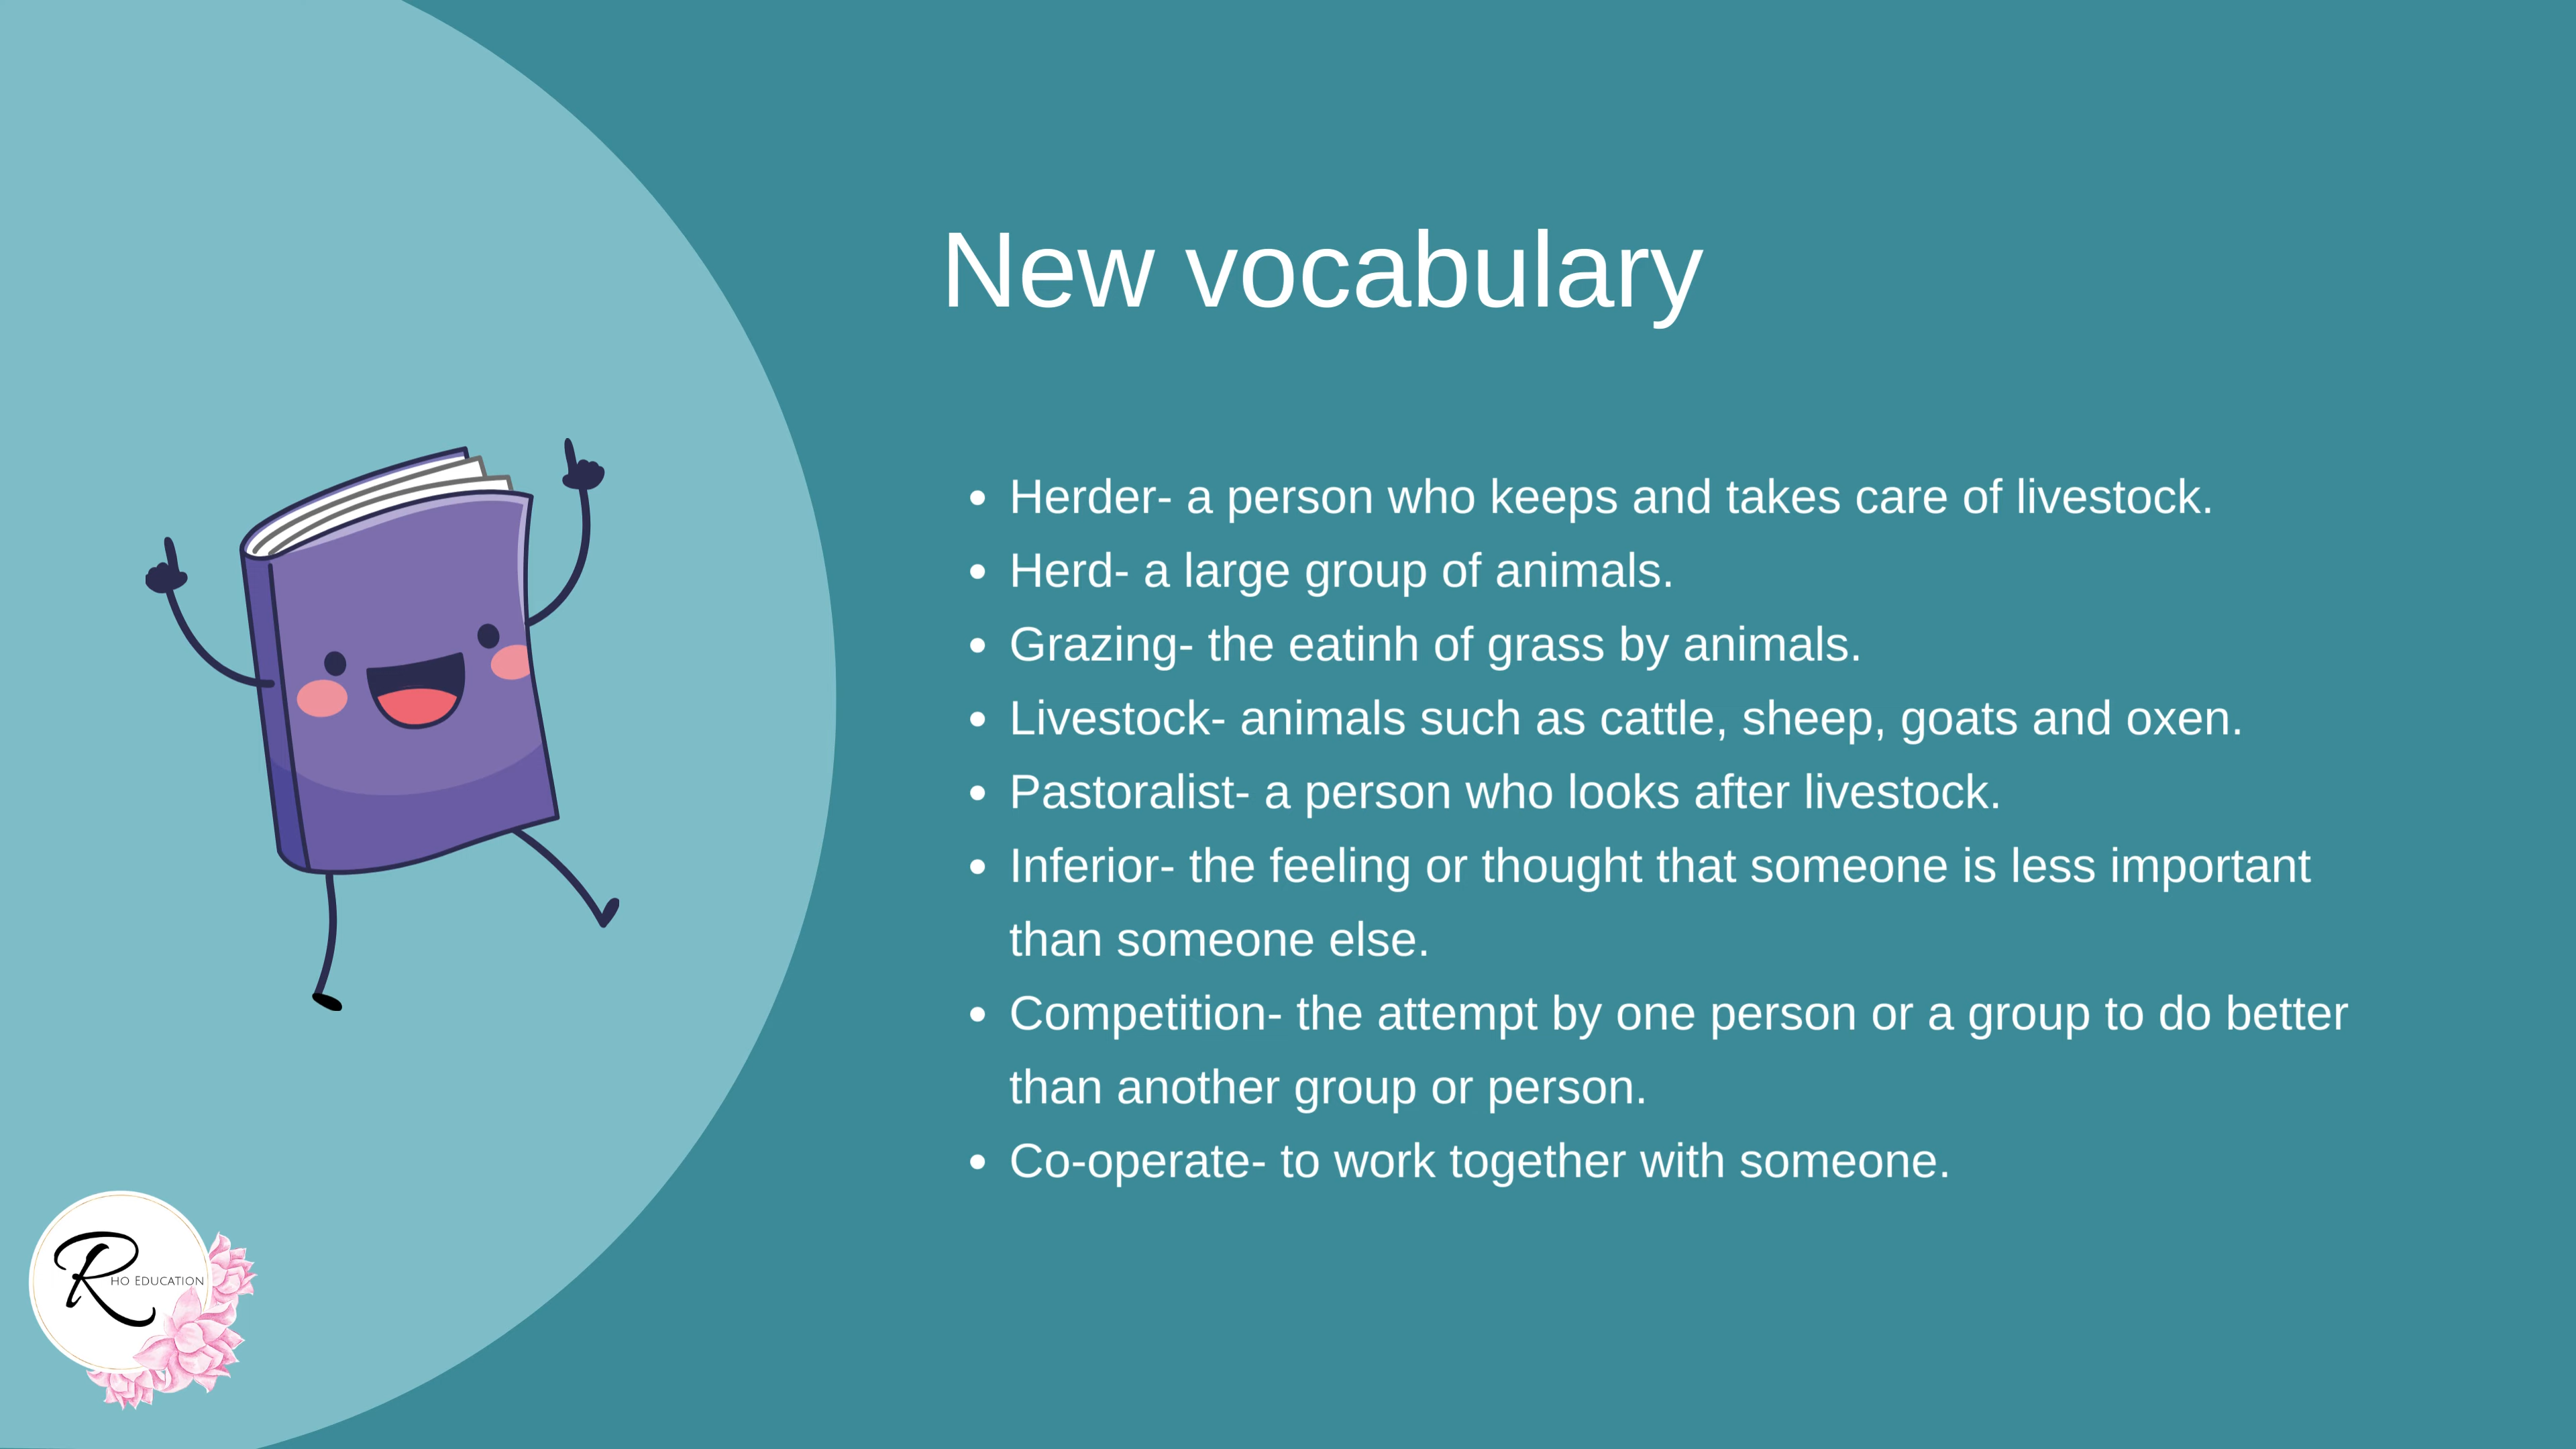 New vocabulary
Herder- a person who keeps and takes care of livestock.
Herd- a large group of animals.
Grazing- the eatinh of grass by animals.
Livestock- animals such as cattle, sheep, goats and oxen.
Pastoralist- a person who looks after livestock.
Inferior- the feeling or thought that someone is less important
than someone else.
Competition- the attempt by one person or a group to do better
than another group or person.
Co-operate- to work together with someone.
RHO EDUCATION